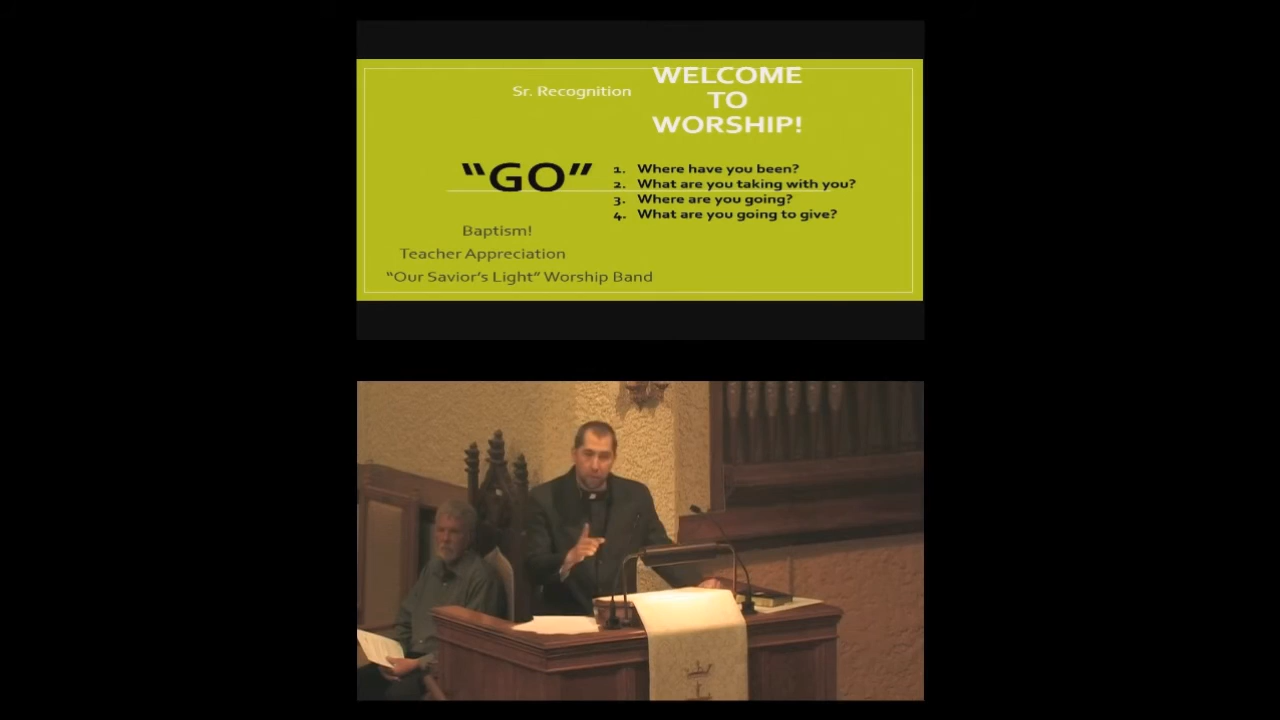 Sr. Recognition
WELCOME
TO
WORSHIP!
“GO”
1. Where have you been?
2. What are you taking with you?
3. Where are you going?
4. What are you going to give?
Baptism!
Teacher Appreciation
“Our Savior’s Light” Worship Band